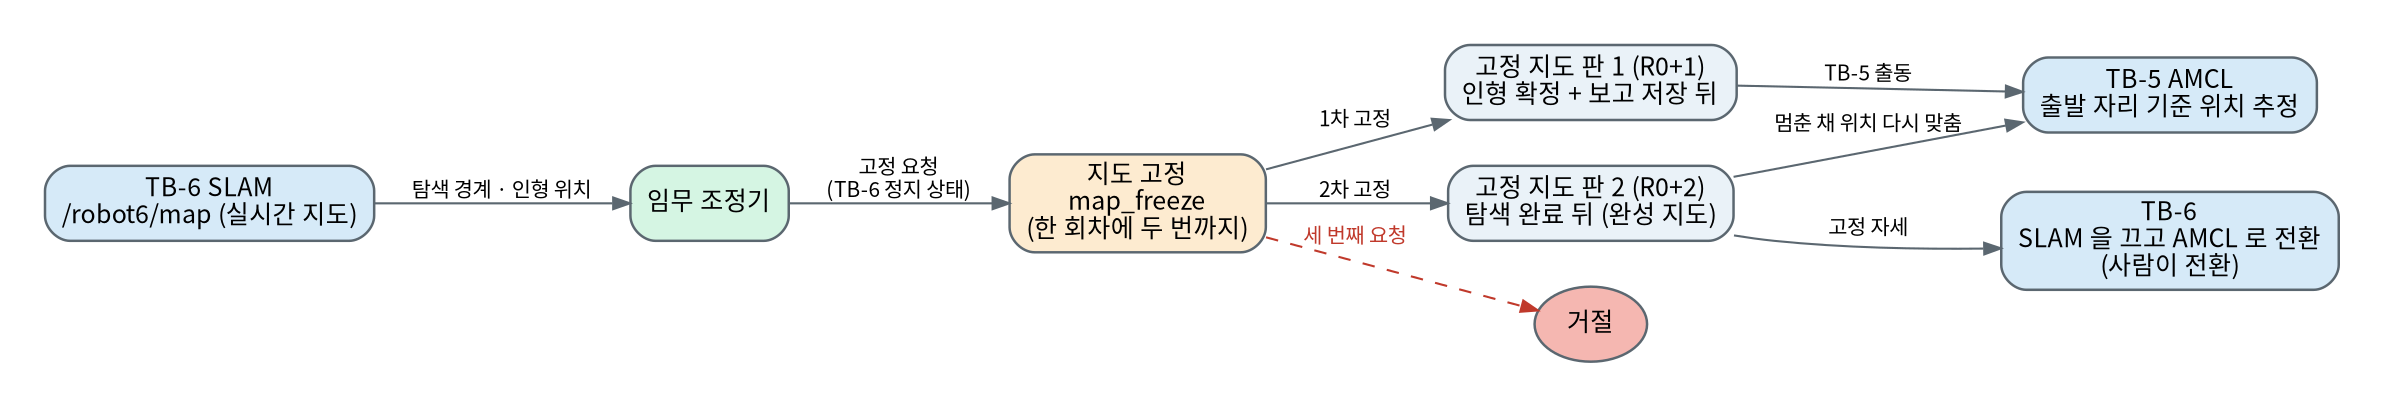 TB-6 SLAM
/robot6/map (실시간 지도)
탐색 경계 · 인형 위치
임무 조정기
고정 요청
(TB-6 정지 상태)
지도 고정
map_freeze
(한 회차에 두 번까지)
1차 고정
2차 고정
세 번째 요청
고정 지도 판 1 (R0+1)
인형 확정 + 보고 저장 뒤
고정 지도 판 2 (R0+2)
탐색 완료 뒤 (완성 지도)
거절
TB-5 출동
멈춘 채 위치 다시 맞춤
고정 자세
TB-5 AMCL
출발 자리 기준 위치 추정
TB-6
SLAM 을 끄고 AMCL 로 전환
(사람이 전환)